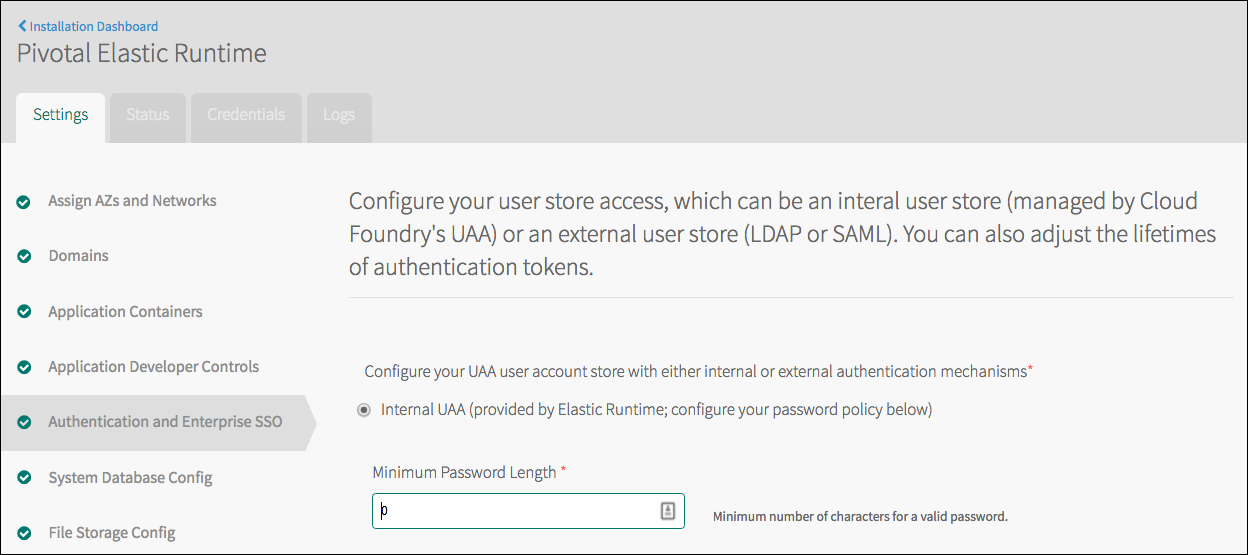 Installation Dashboard
Pivotal Elastic Runtime
Settings
Status
Credentials
Logs
Assign AZs and Networks
Domains
Application Containers
Application Developer Controls
Authentication and Enterprise SSO
System Database Config
File Storage Config
Configure your user store access, which can be an interal user store (managed by Cloud
Foundry's UAA) or an external user store (LDAP or SAML). You can also adjust the lifetimes
of authentication tokens.
Configure your UAA user account store with either internal or external authentication mechanisms*
Internal UAA (provided by Elastic Runtime; configure your password policy below)
Minimum Password Length *
0
Minimum number of characters for a valid password.